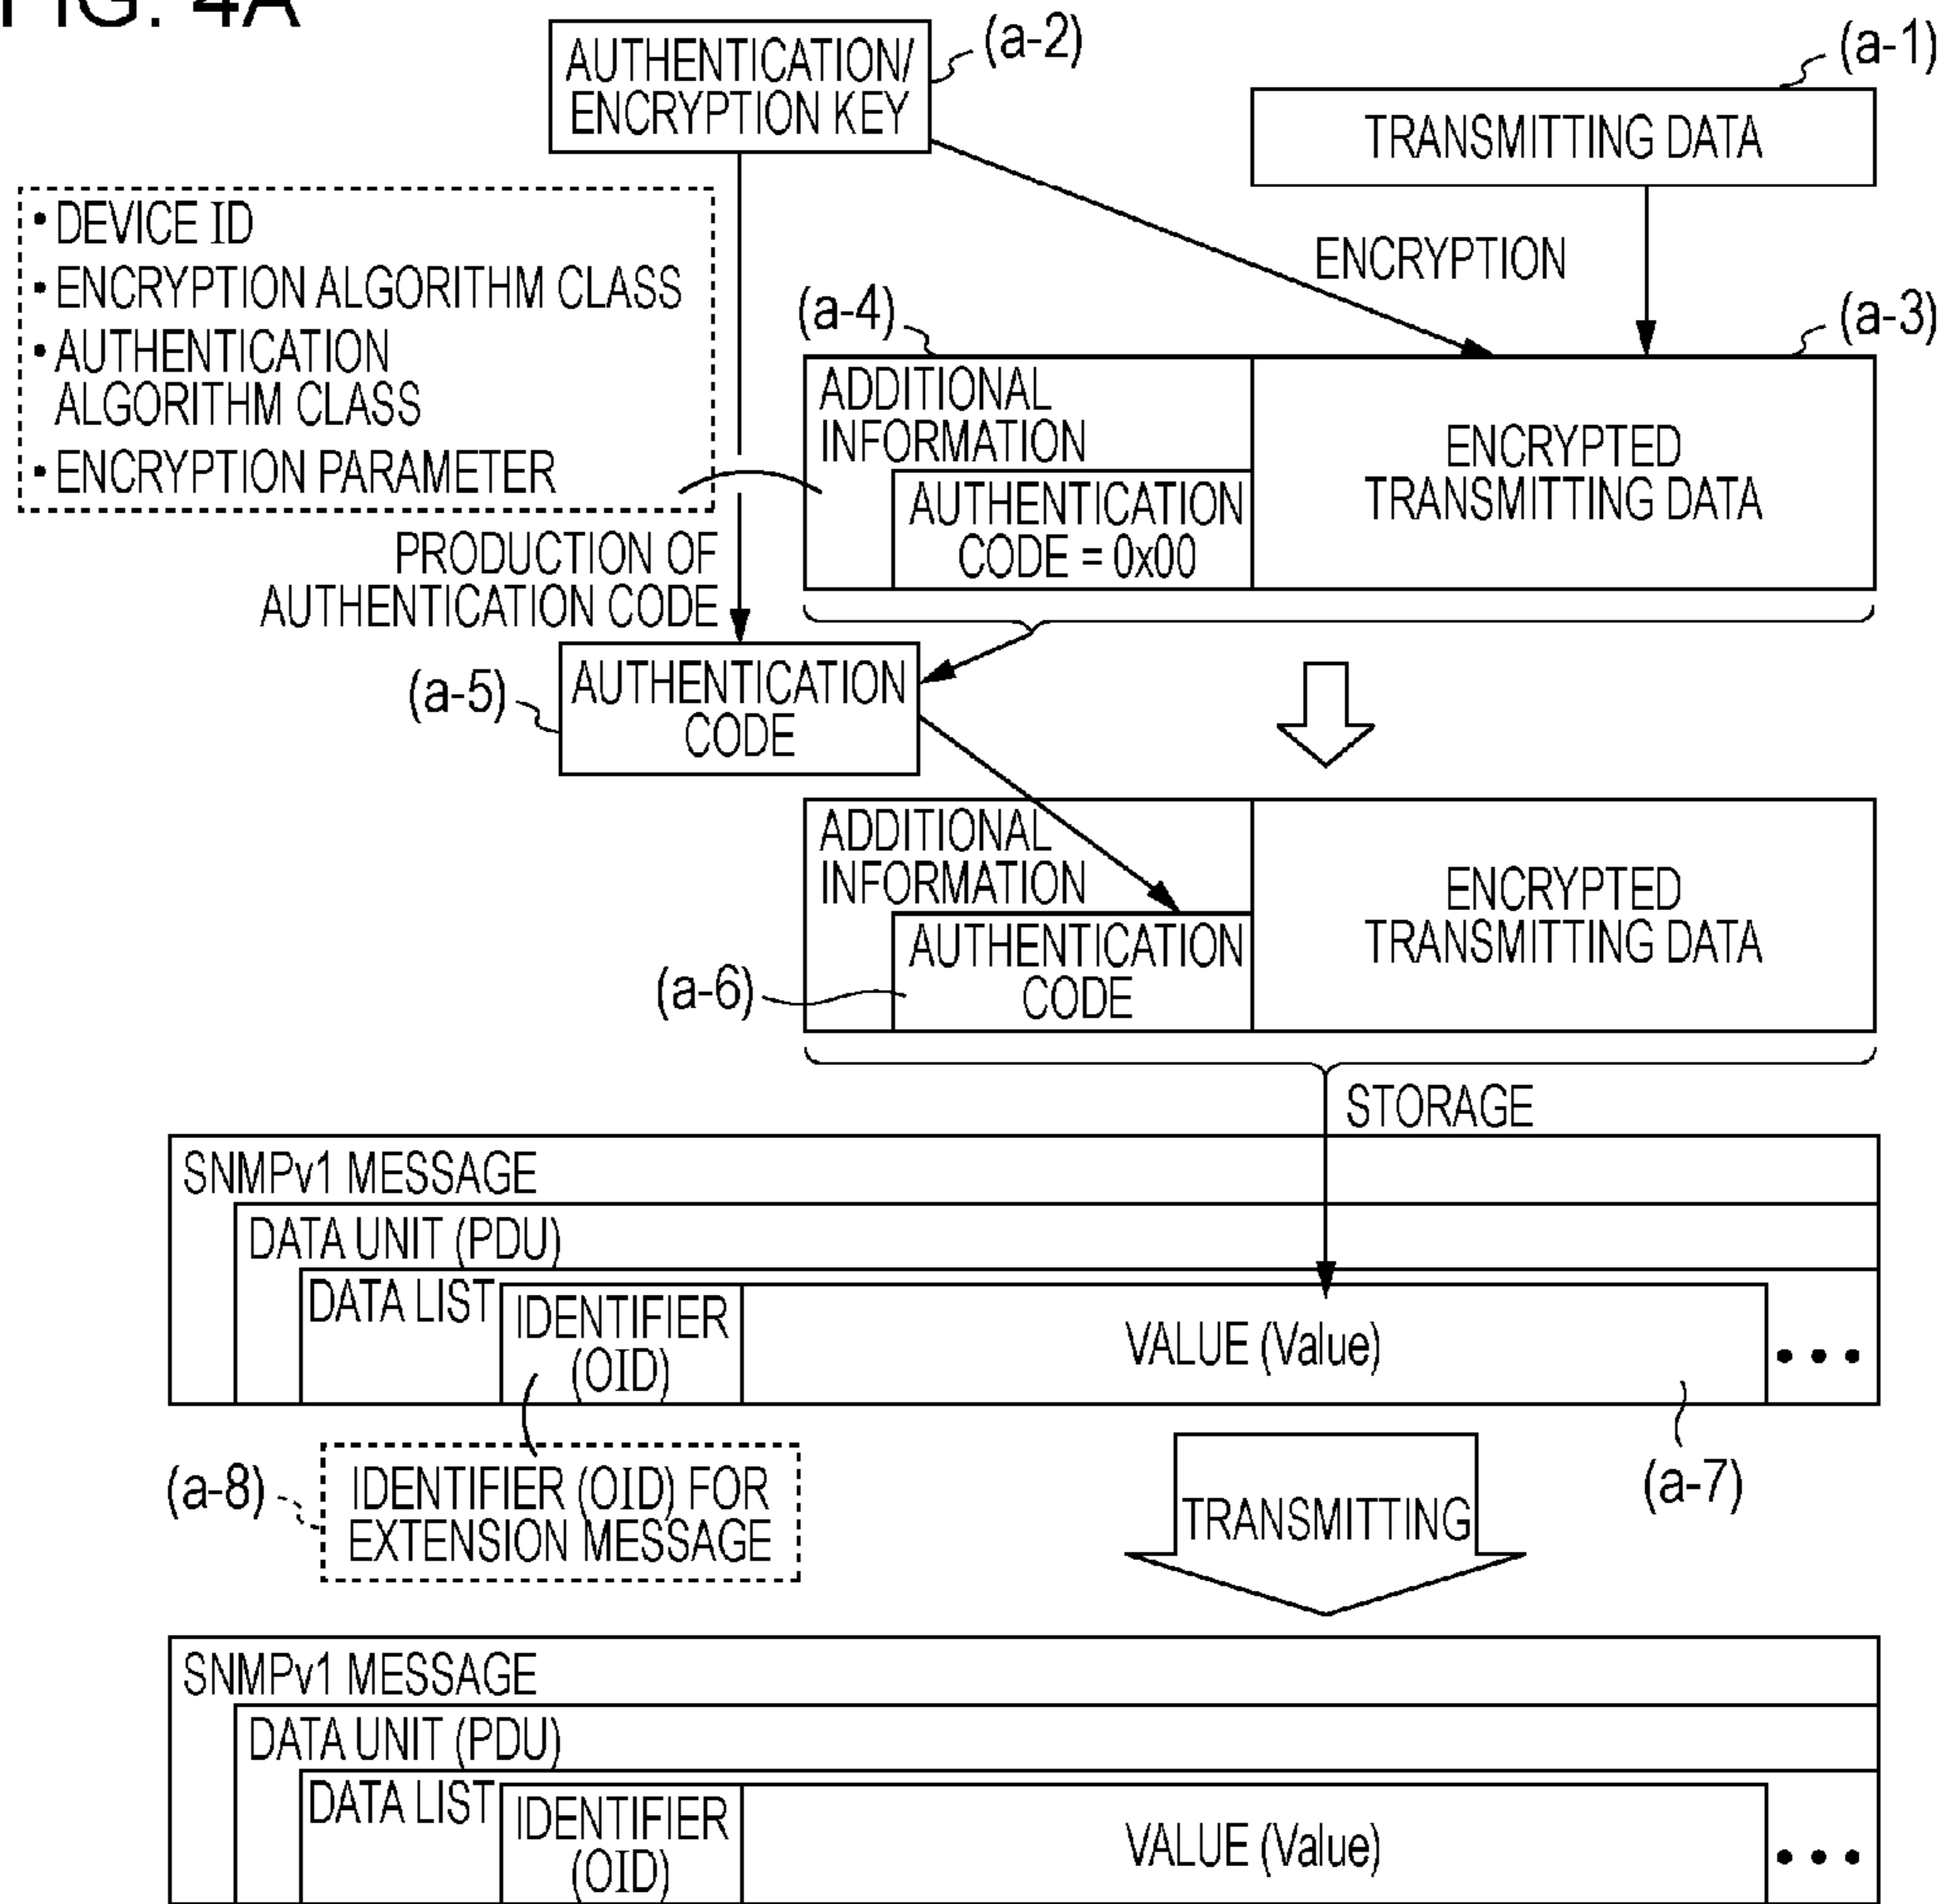 FIG. 4A
(a-2)
(a-1)
AUTHENTICATION/
ENCRYPTION KEY
TRANSMITTING DATA
• DEVICE ID
• ENCRYPTION ALGORITHM CLASS
• AUTHENTICATION
ALGORITHM CLASS
• ENCRYPTION PARAMETER
ENCRYPTION
(a-4)
(a-3)
ADDITIONAL
INFORMATION
AUTHENTICATION
CODE = 0x00
ENCRYPTED
TRANSMITTING DATA
PRODUCTION OF
AUTHENTICATION CODE
(a-5)
AUTHENTICATION
CODE
ADDITIONAL
INFORMATION
AUTHENTICATION
CODE
ENCRYPTED
TRANSMITTING DATA
(a-6)
STORAGE
SNMPv1 MESSAGE
DATA UNIT (PDU)
DATA LIST
IDENTIFIER
(OID)
VALUE (Value)
• • •
(a-8)
IDENTIFIER (OID) FOR
EXTENSION MESSAGE
TRANSMITTING
(a-7)
SNMPv1 MESSAGE
DATA UNIT (PDU)
DATA LIST
IDENTIFIER
(OID)
VALUE (Value)
• • •